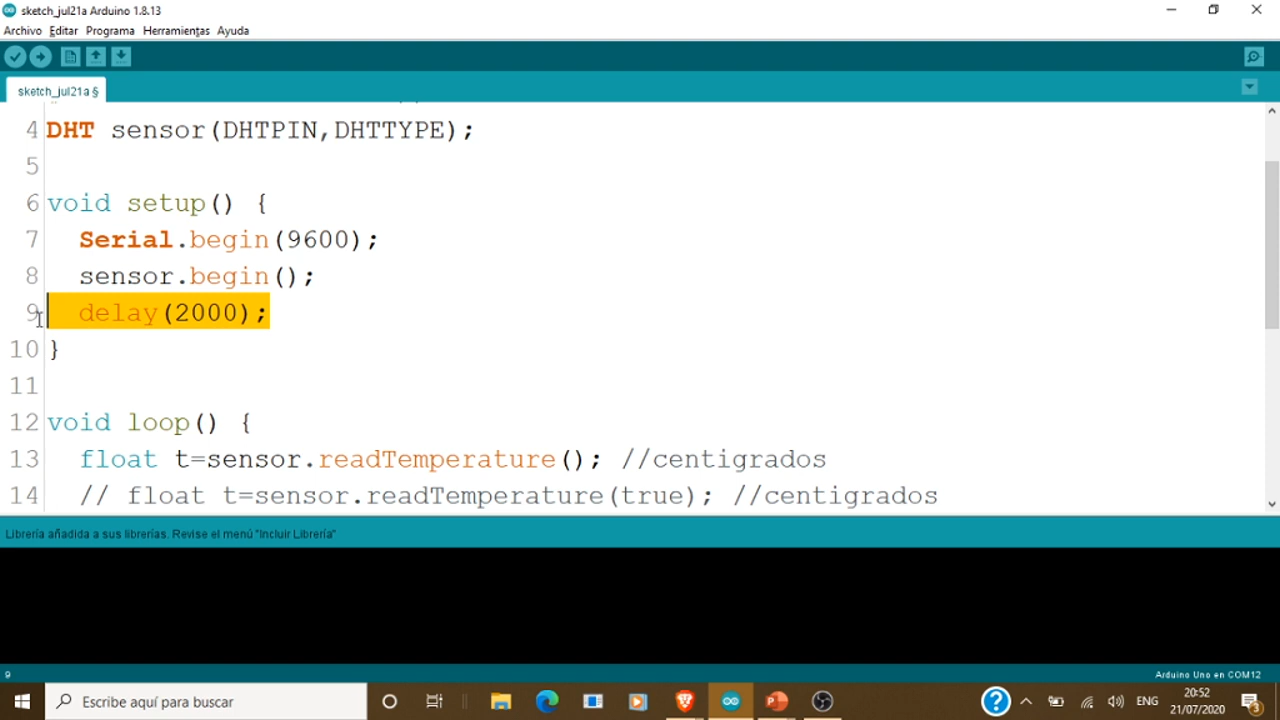 sketch_jul21a Arduino 1.8.13
Archivo Editar Programa Herramientas Ayuda
sketch_jul21a §
4 DHT sensor(DHTPIN,DHTTYPE);
5
6 void setup() {
7 Serial.begin(9600);
8 sensor.begin();
9 delay(2000);
10 }
11
12 void loop() {
13 float t=sensor.readTemperature(); //centigrados
14 // float t=sensor.readTemperature(true); //centigrados
Librería añadida a sus librerías. Revise el menú "Incluir Librería"
9
Arduino Uno en COM12
Escribe aquí para buscar
ENG
20:52
21/07/2020
3